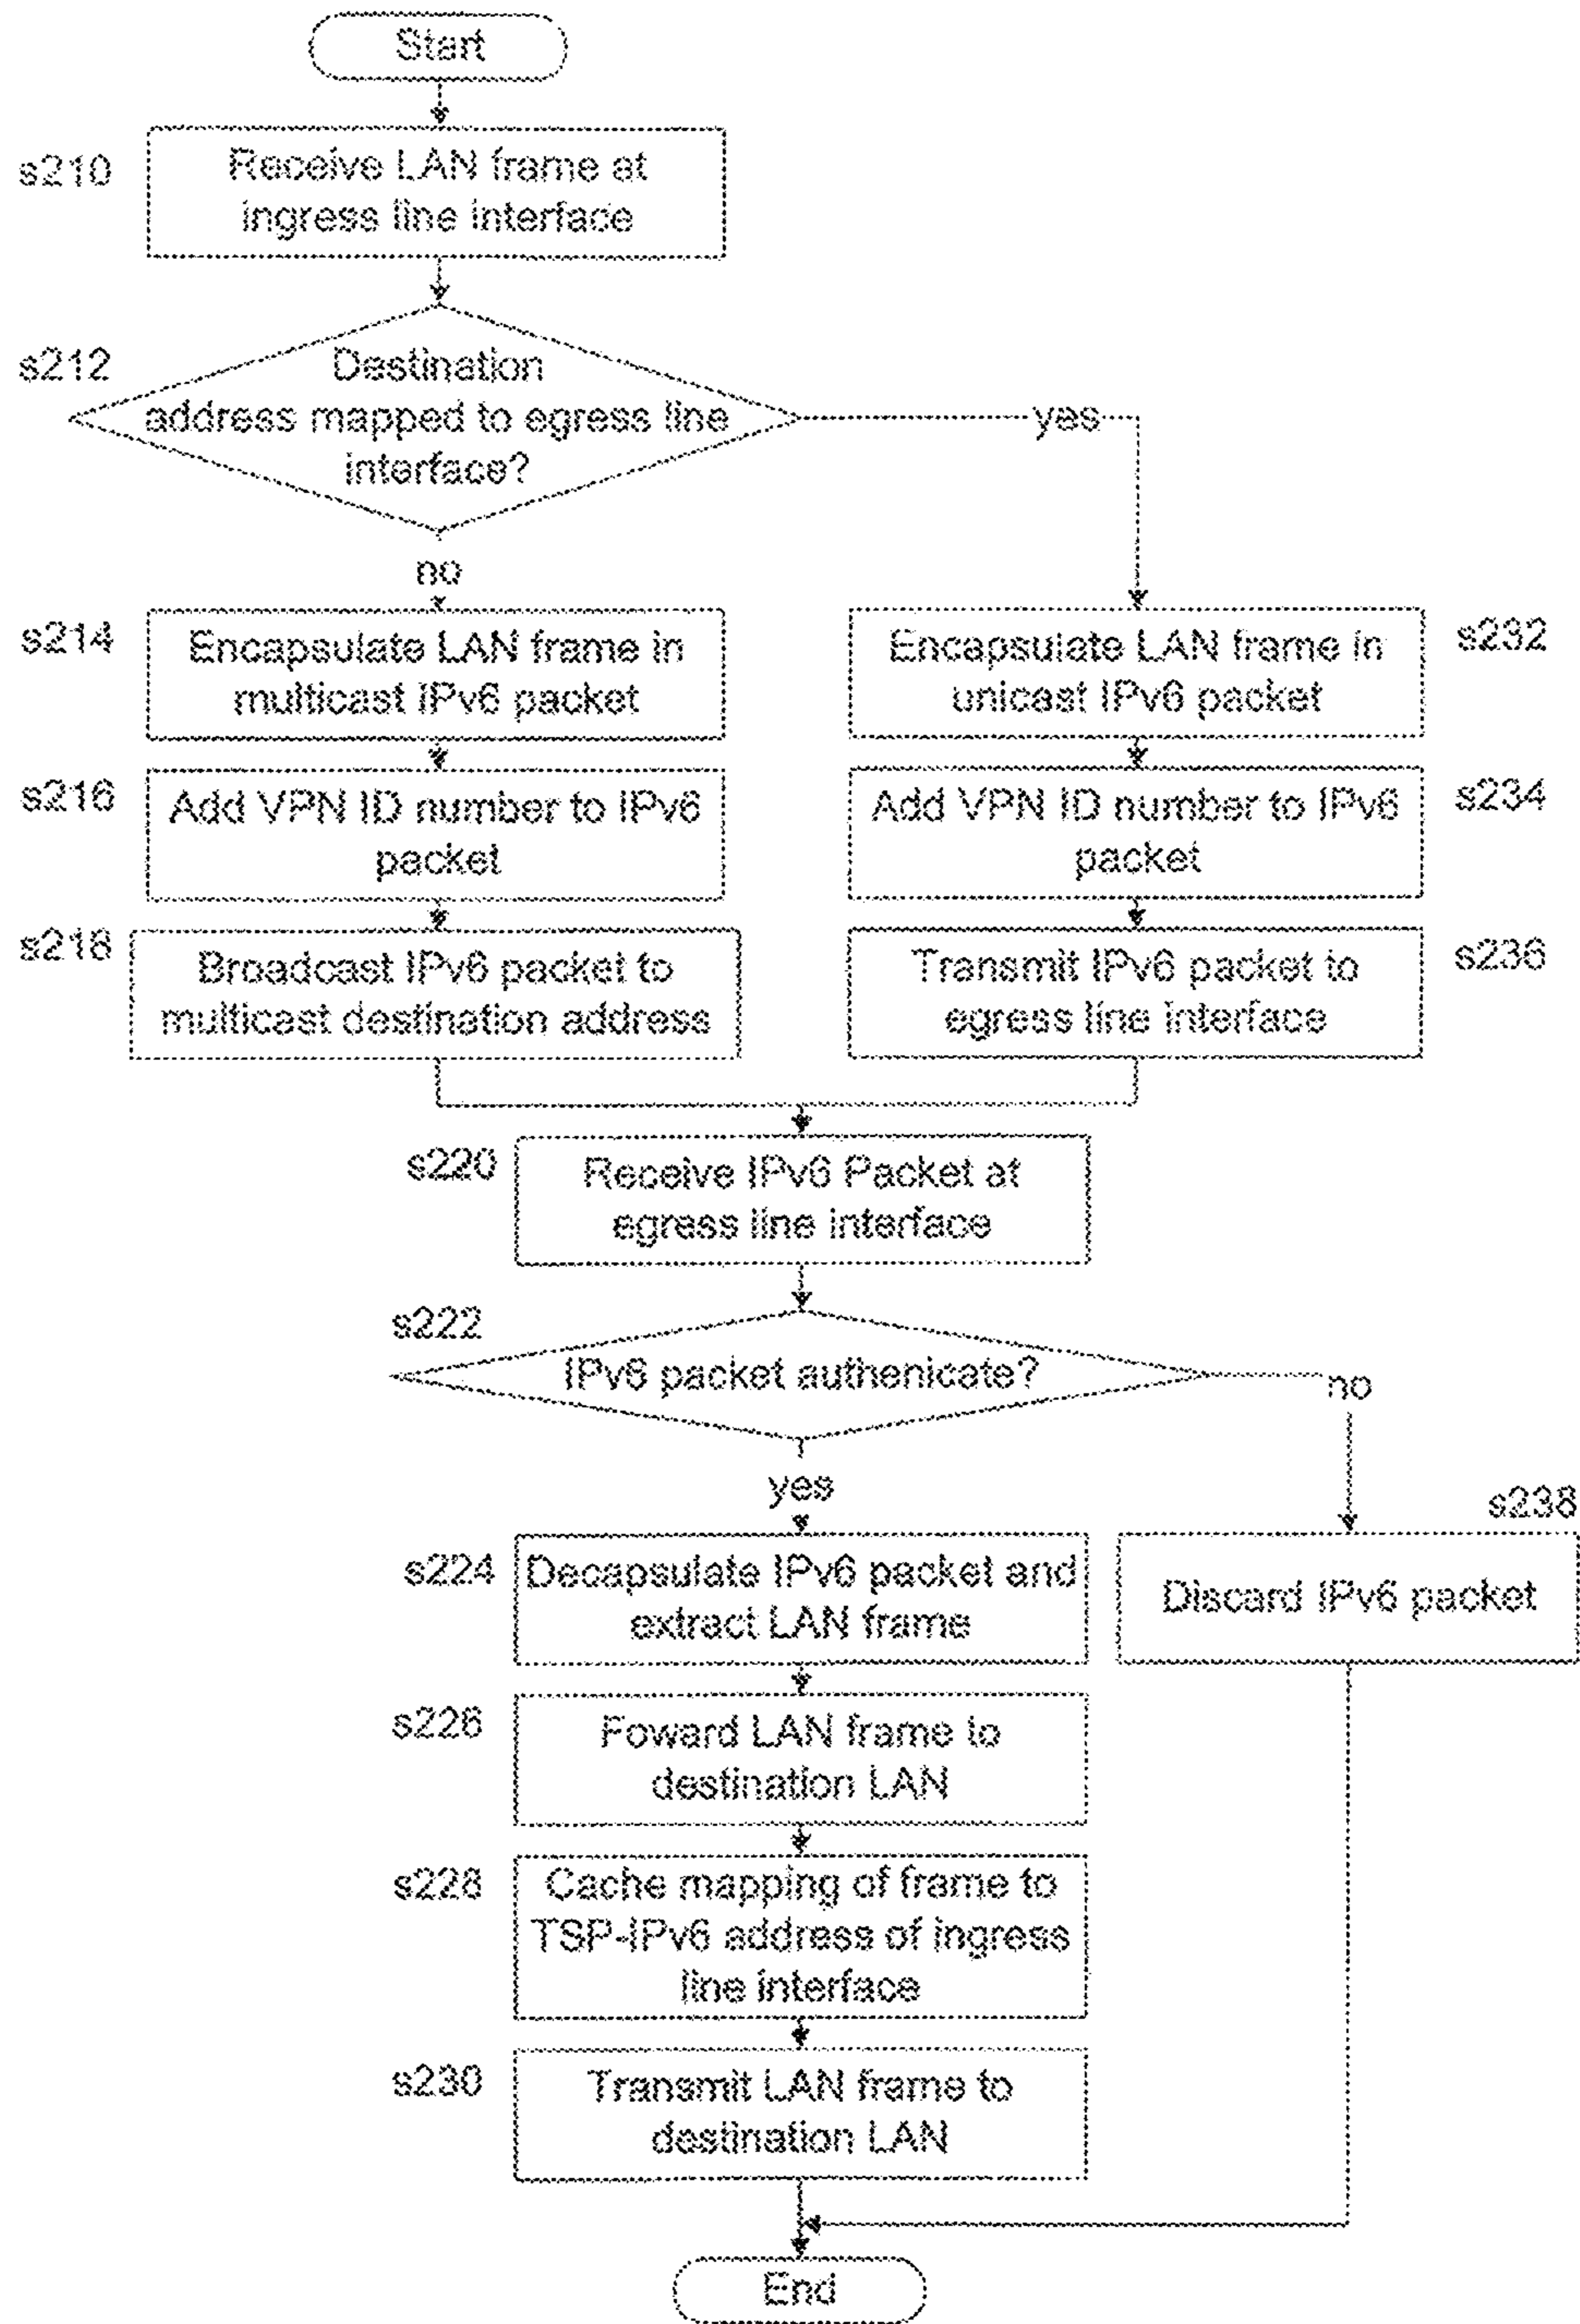 Start
s210
Receive LAN frame at
ingress line interface
s212
Destination
address mapped to egress line
interface?
yes
no
s214
Encapsulate LAN frame in
multicast IPv6 packet
s232
Encapsulate LAN frame in
unicast IPv6 packet
s216
Add VPN ID number to IPv6
packet
s234
Add VPN ID number to IPv6
packet
s218
Broadcast IPv6 packet to
multicast destination address
s236
Transmit IPv6 packet to
egress line interface
s220
Receive IPv6 Packet at
egress line interface
s222
IPv6 packet authenicate?
no
yes
s238
s224
Decapsulate IPv6 packet and
extract LAN frame
Discard IPv6 packet
s226
Foward LAN frame to
destination LAN
s228
Cache mapping of frame to
TSP-IPv6 address of ingress
line interface
s230
Transmit LAN frame to
destination LAN
End